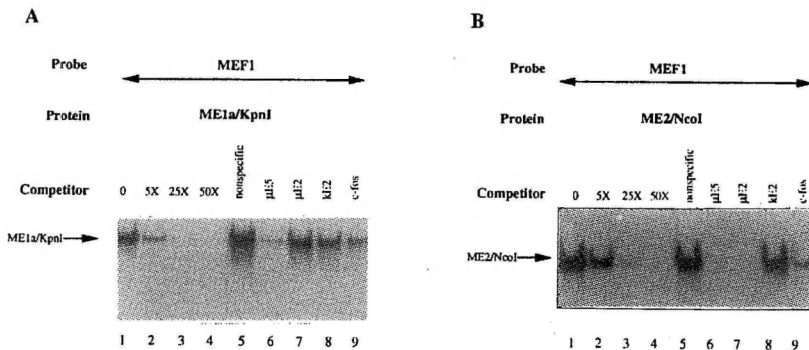 A
Probe MEF1
Protein ME1a/KpnI
Competitor 0 5X 25X 50X nonspecific µE5 µE2 kE2 c-fos
ME1a/KpnI
1 2 3 4 5 6 7 8 9
B
Probe MEF1
Protein ME2/NcoI
Competitor 0 5X 25X 50X nonspecific µE5 µE2 kE2 c-fos
ME2/NcoI
1 2 3 4 5 6 7 8 9